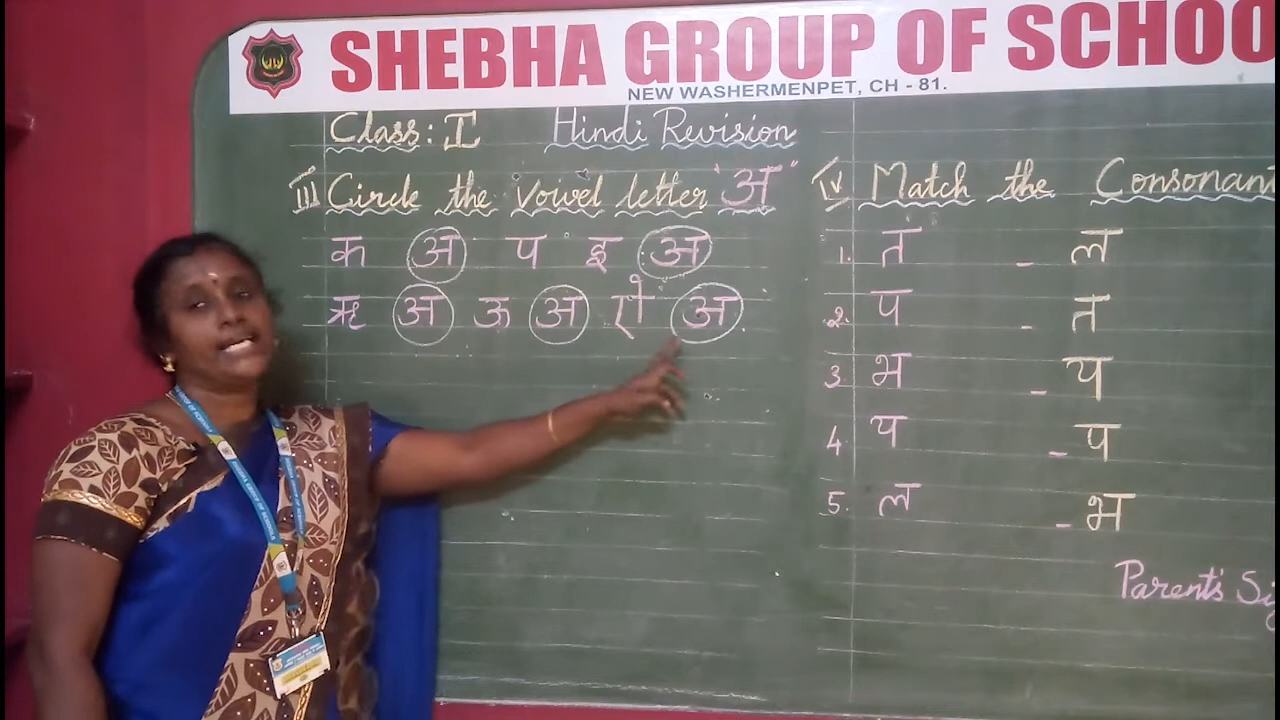 SHEBHA GROUP OF SCHOO
NEW WASHERMENPET, CH - 81.
Class: I Hindi Revision
III Circle the vowel letter "अ"
क अ प इ अ
ऋ अ ऊ अ ऐ अ
IV Match the Consonant
1. त - ल
2. प - त
3. भ - य
4. य - प
5. ल - भ
Parent's Sig